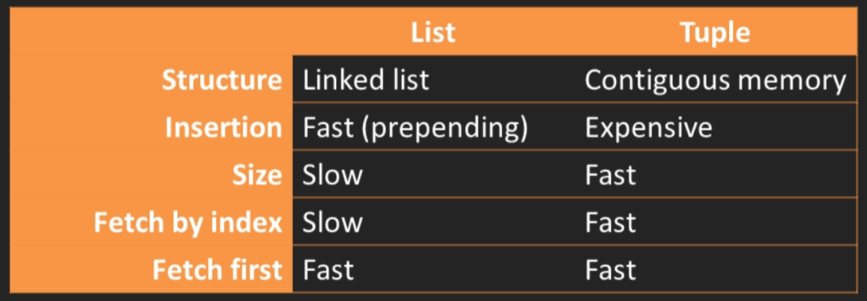 List Tuple
Structure Linked list Contiguous memory
Insertion Fast (prepending) Expensive
Size Slow Fast
Fetch by index Slow Fast
Fetch first Fast Fast